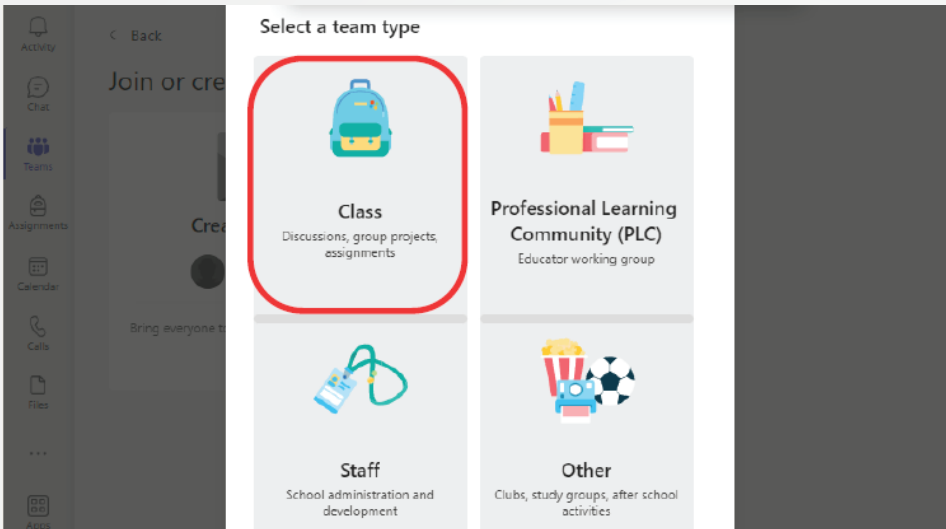 Select a team type
Activity
< Back
Join or cre
Chat
Teams
Class
Discussions, group projects,
assignments
Professional Learning
Community (PLC)
Educator working group
Assignments
Crea
Calendar
Bring everyone to
Calls
Files
...
Staff
School administration and
development
Other
Clubs, study groups, after school
activities
Apps